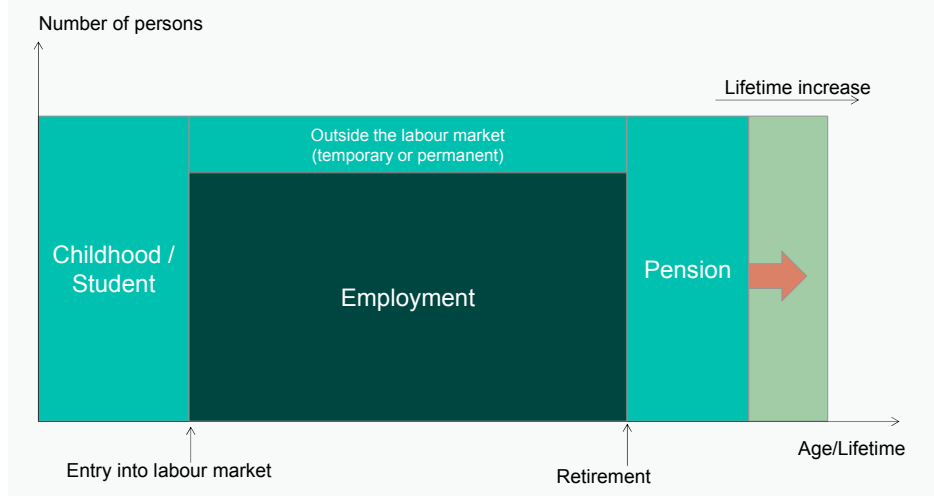 Number of persons
Lifetime increase
Outside the labour market
(temporary or permanent)
Childhood /
Student
Employment
Pension
Age/Lifetime
Entry into labour market
Retirement